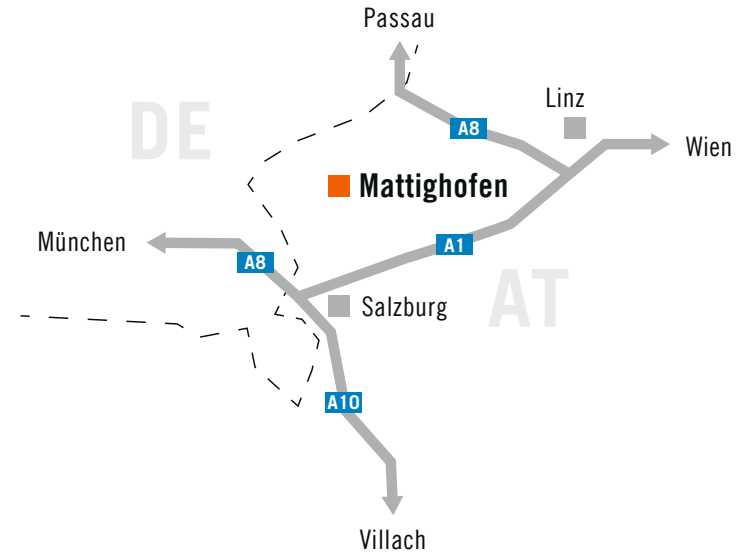 Passau
Linz
DE
A8
Wien
Mattighofen
München
A8
A1
AT
Salzburg
A10
Villach